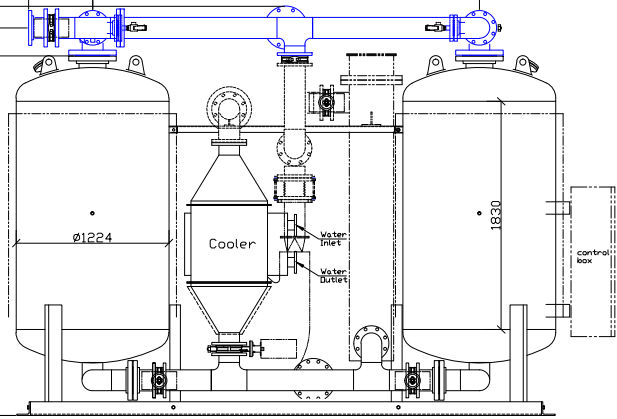 ø1224
Cooler
Water
Inlet
Water
Outlet
1830
control
box